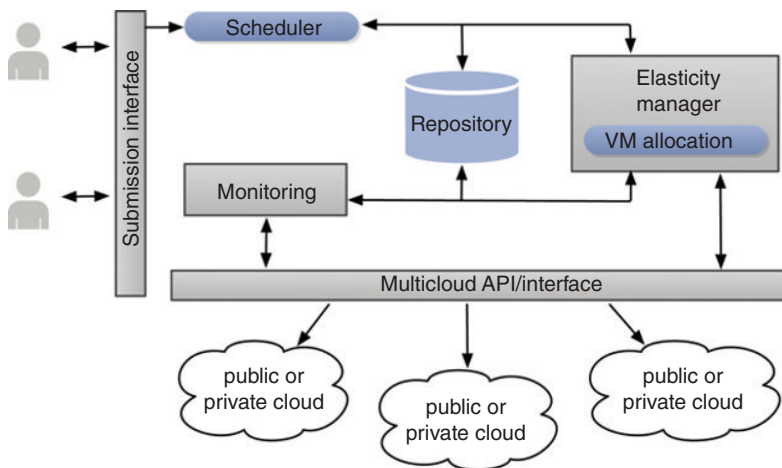 Submission interface
Scheduler
Repository
Elasticity
manager
VM allocation
Monitoring
Multicloud API/interface
public or
private cloud
public or
private cloud
public or
private cloud